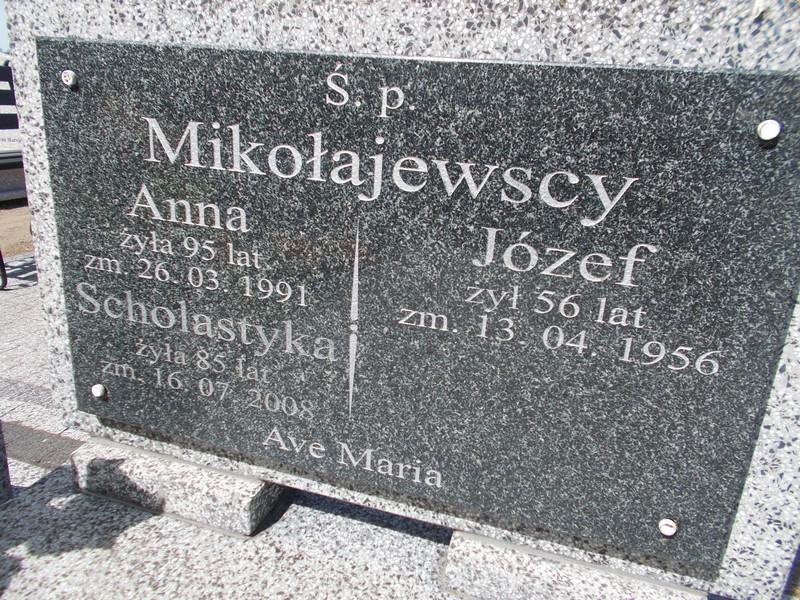 Ś. p.
Mikołajewscy
Anna
żyła 95 lat
zm. 26. 03. 1991
Scholastyka
żyła 85 lat
zm. 16. 07. 2008
Józef
żył 56 lat
zm. 13. 04. 1956
Ave Maria